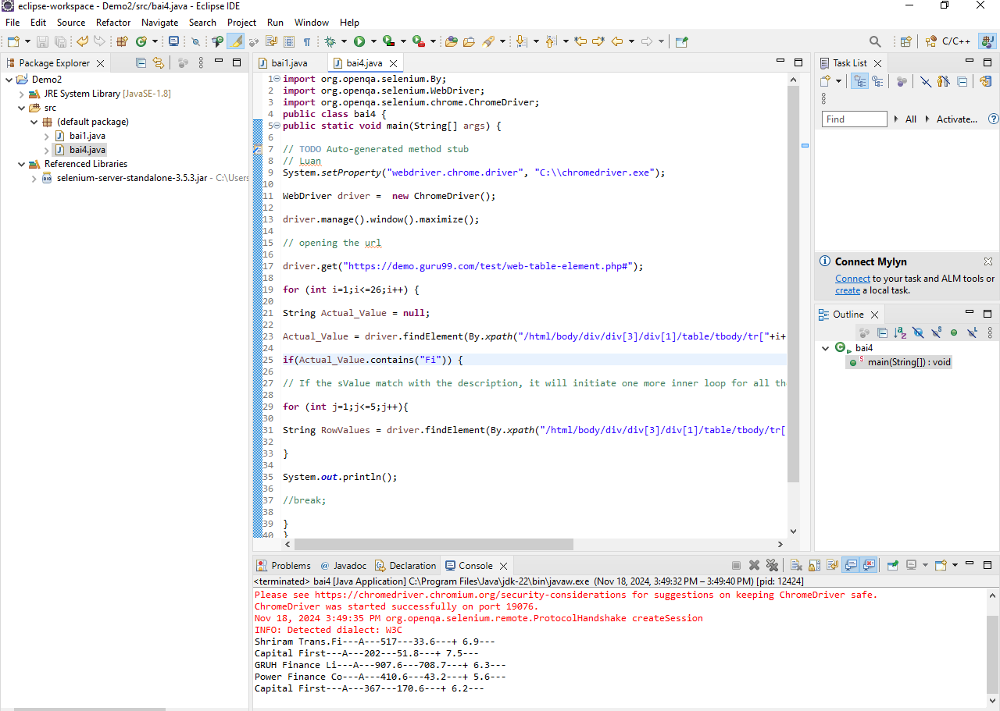 eclipse-workspace - Demo2/src/bai4.java - Eclipse IDE
File Edit Source Refactor Navigate Search Project Run Window Help
C/C++
Package Explorer
Demo2
JRE System Library [JavaSE-1.8]
src
(default package)
bai1.java
bai4.java
Referenced Libraries
selenium-server-standalone-3.5.3.jar - C:\Users
bai1.java bai4.java
1 import org.openqa.selenium.By;
2 import org.openqa.selenium.WebDriver;
3 import org.openqa.selenium.chrome.ChromeDriver;
4 public class bai4 {
5 public static void main(String[] args) {
6
7 // TODO Auto-generated method stub
8 // Luan
9 System.setProperty("webdriver.chrome.driver", "C:\\chromedriver.exe");
10
11 WebDriver driver =  new ChromeDriver();
12
13 driver.manage().window().maximize();
14
15 // opening the url
16
17 driver.get("https://demo.guru99.com/test/web-table-element.php#");
18
19 for (int i=1;i<=26;i++) {
20
21 String Actual_Value = null;
22
23 Actual_Value = driver.findElement(By.xpath("/html/body/div/div[3]/div[1]/table/tbody/tr["+i+
24
25 if(Actual_Value.contains("Fi")) {
26
27 // If the sValue match with the description, it will initiate one more inner loop for all th
28
29 for (int j=1;j<=5;j++){
30
31 String RowValues = driver.findElement(By.xpath("/html/body/div/div[3]/div[1]/table/tbody/tr[
32
33 }
34
35 System.out.println();
36
37 //break;
38
39 }
40 }
Task List
Find All Activate...
Connect Mylyn
Connect to your task and ALM tools or
create a local task.
Outline
bai4
main(String[]) : void
Problems Javadoc Declaration Console
<terminated> bai4 [Java Application] C:\Program Files\Java\jdk-22\bin\javaw.exe (Nov 18, 2024, 3:49:32 PM – 3:49:40 PM) [pid: 12424]
Please see https://chromedriver.chromium.org/security-considerations for suggestions on keeping ChromeDriver safe.
ChromeDriver was started successfully on port 19076.
Nov 18, 2024 3:49:35 PM org.openqa.selenium.remote.ProtocolHandshake createSession
INFO: Detected dialect: W3C
Shriram Trans.Fi---A---517---33.6---+ 6.9---
Capital First---A---202---51.8---+ 7.5---
GRUH Finance Li---A---907.6---708.7---+ 6.3---
Power Finance Co---A---410.6---43.2---+ 5.6---
Capital First---A---367---170.6---+ 6.2---